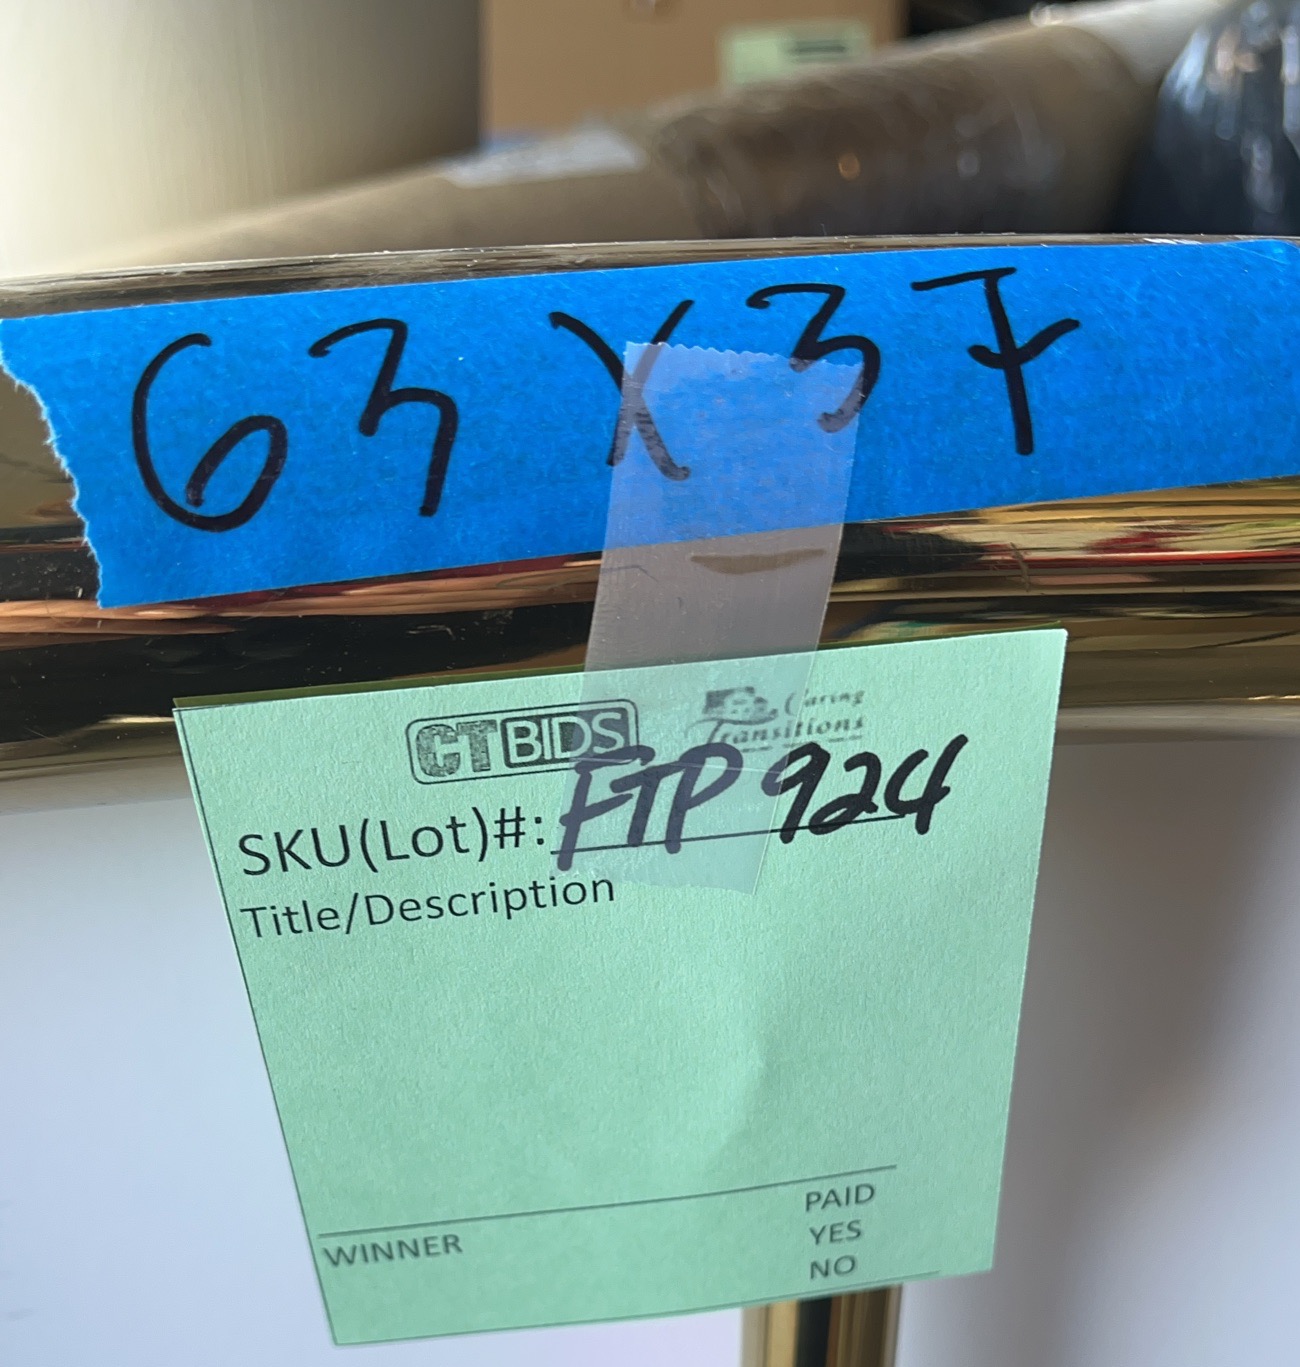 63 X 37
CT BIDS
Caring
Transitions
SKU(Lot)#: FTP 924
Title/Description
PAID
WINNER
YES
NO